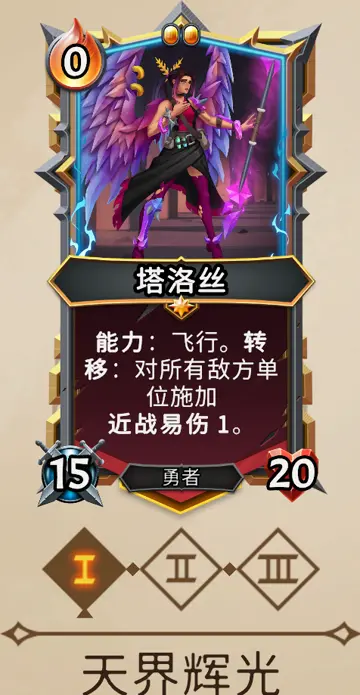 0
塔洛丝
能力：飞行。转
移：对所有敌方单
位施加
近战易伤 1。
15
勇者
20
I
II
III
天界辉光